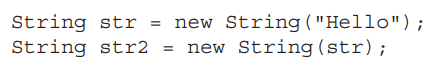 String str = new String("Hello");
String str2 = new String(str);